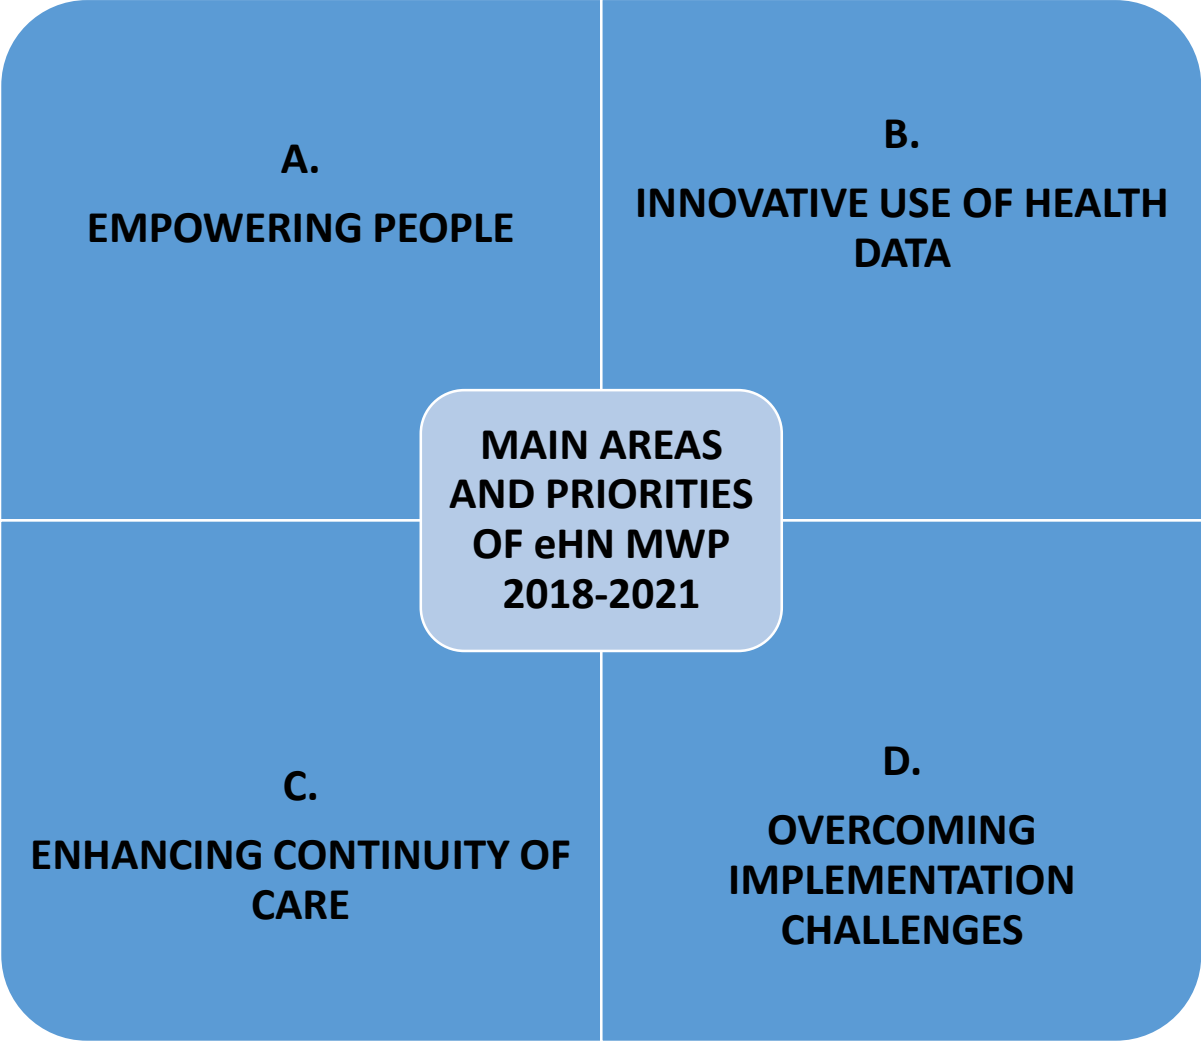 A.
EMPOWERING PEOPLE
B.
INNOVATIVE USE OF HEALTH
DATA
MAIN AREAS
AND PRIORITIES
OF eHN MWP
2018-2021
C.
ENHANCING CONTINUITY OF
CARE
D.
OVERCOMING
IMPLEMENTATION
CHALLENGES